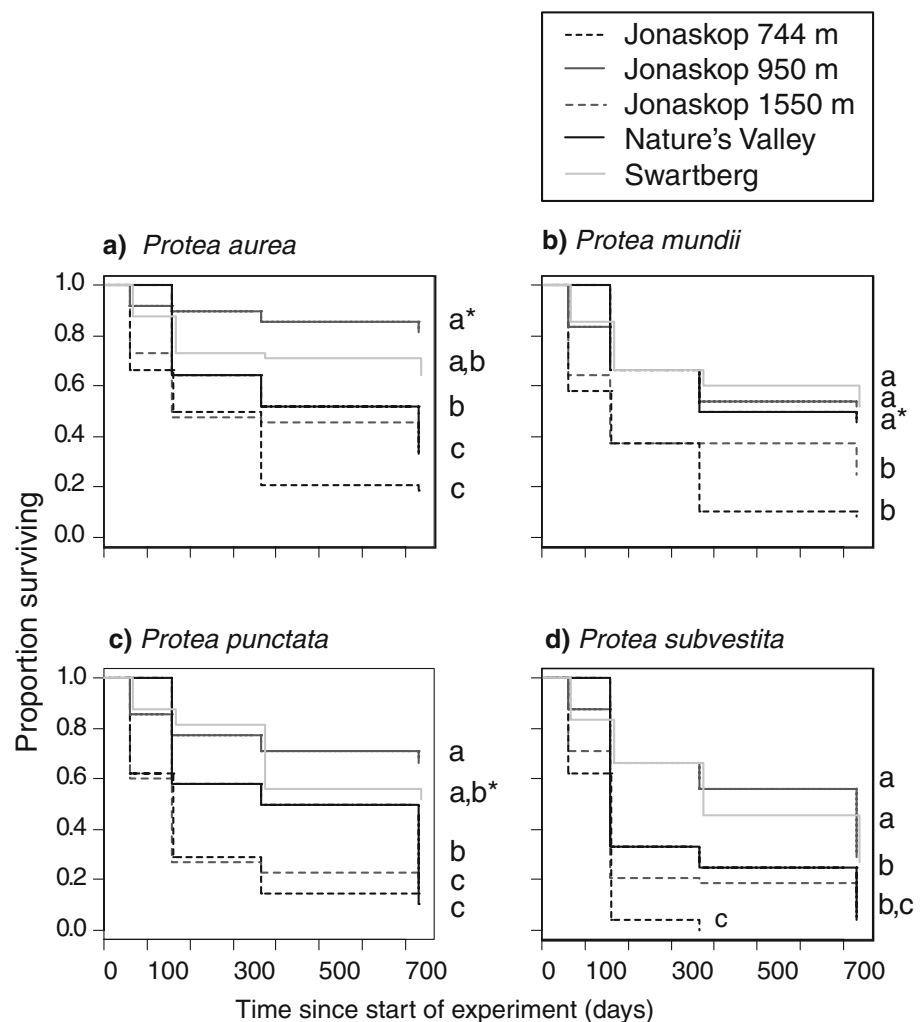 Jonaskop 744 m
Jonaskop 950 m
Jonaskop 1550 m
Nature's Valley
Swartberg
a) Protea aurea
b) Protea mundii
1.0
0.8
0.6
0.4
0.2
0.0
a*
a,b
b
c
c
a
a
a*
b
b
Proportion surviving
c) Protea punctata
d) Protea subvestita
1.0
0.8
0.6
0.4
0.2
0.0
a
a,b*
b
c
c
a
a
b
b,c
c
0 100 300 500 700
0 100 300 500 700
Time since start of experiment (days)